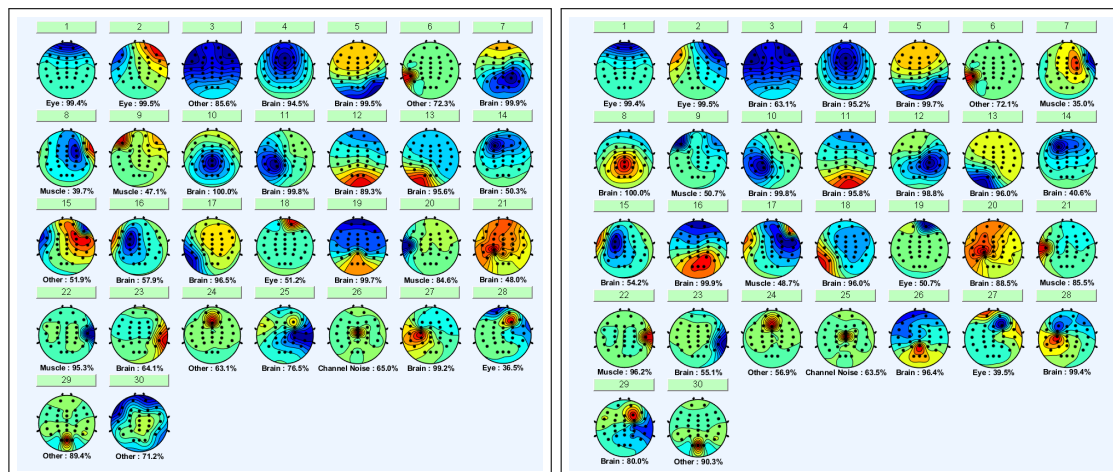 1 2 3 4 5 6 7
Eye : 99.4% Eye : 99.5% Other : 85.6% Brain : 94.5% Brain : 99.5% Other : 72.3% Brain : 99.9%
8 9 10 11 12 13 14
Muscle : 39.7% Muscle : 47.1% Brain : 100.0% Brain : 99.8% Brain : 89.3% Brain : 95.6% Brain : 50.3%
15 16 17 18 19 20 21
Other : 51.9% Brain : 57.9% Brain : 96.5% Eye : 51.2% Brain : 99.7% Muscle : 84.6% Brain : 48.0%
22 23 24 25 26 27 28
Muscle : 95.3% Brain : 64.1% Other : 63.1% Brain : 76.5% Channel Noise : 65.0% Brain : 99.2% Eye : 36.5%
29 30
Other : 89.4% Other : 71.2%
1 2 3 4 5 6 7
Eye : 99.4% Eye : 99.5% Brain : 63.1% Brain : 95.2% Brain : 99.7% Other : 72.1% Muscle : 35.0%
8 9 10 11 12 13 14
Brain : 100.0% Muscle : 50.7% Brain : 99.8% Brain : 95.8% Brain : 98.8% Brain : 96.0% Brain : 40.6%
15 16 17 18 19 20 21
Brain : 54.2% Brain : 99.9% Muscle : 48.7% Brain : 96.0% Eye : 50.7% Brain : 88.5% Muscle : 85.5%
22 23 24 25 26 27 28
Muscle : 96.2% Brain : 55.1% Other : 56.9% Channel Noise : 63.5% Brain : 96.4% Eye : 39.5% Brain : 99.4%
29 30
Brain : 80.0% Other : 90.3%